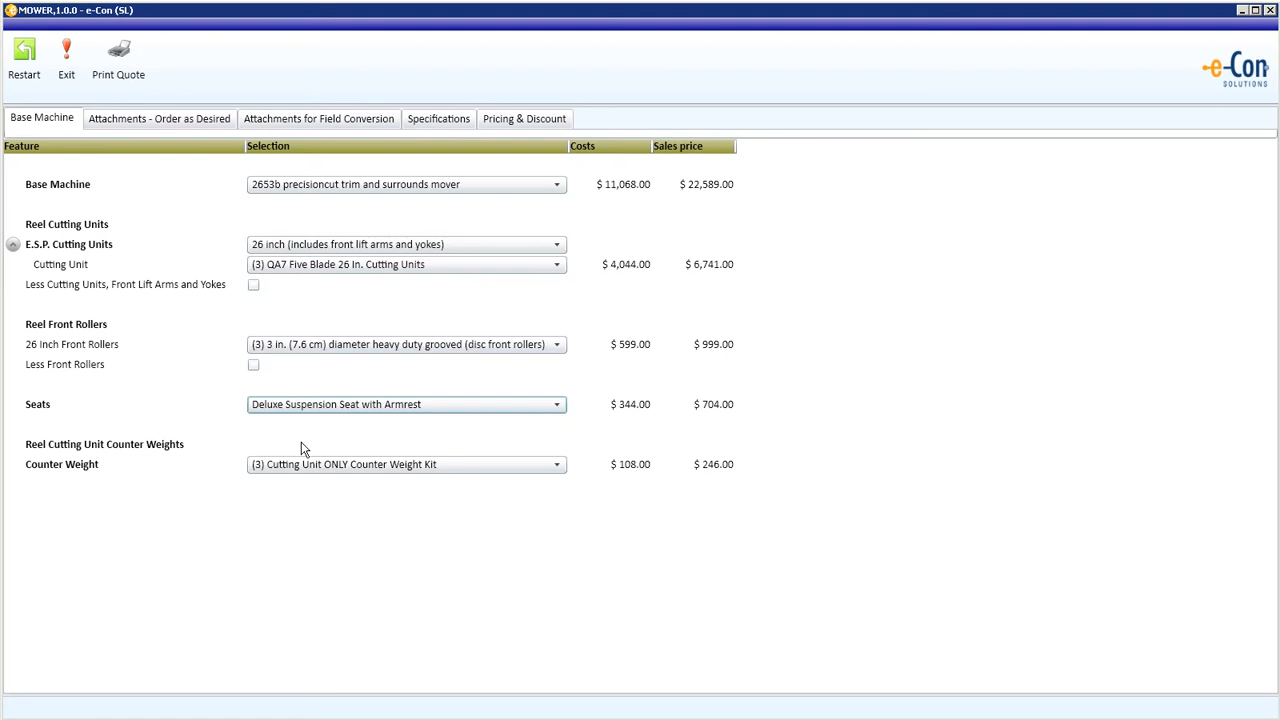 MOWER,1.0.0 - e-Con (SL)
Restart Exit Print Quote
e-Con
SOLUTIONS
Base Machine Attachments - Order as Desired Attachments for Field Conversion Specifications Pricing & Discount
Feature Selection Costs Sales price
Base Machine 2653b precisioncut trim and surrounds mover $ 11,068.00 $ 22,589.00
Reel Cutting Units
E.S.P. Cutting Units 26 inch (includes front lift arms and yokes)
Cutting Unit (3) QA7 Five Blade 26 In. Cutting Units $ 4,044.00 $ 6,741.00
Less Cutting Units, Front Lift Arms and Yokes
Reel Front Rollers
26 Inch Front Rollers (3) 3 in. (7.6 cm) diameter heavy duty grooved (disc front rollers) $ 599.00 $ 999.00
Less Front Rollers
Seats Deluxe Suspension Seat with Armrest $ 344.00 $ 704.00
Reel Cutting Unit Counter Weights
Counter Weight (3) Cutting Unit ONLY Counter Weight Kit $ 108.00 $ 246.00